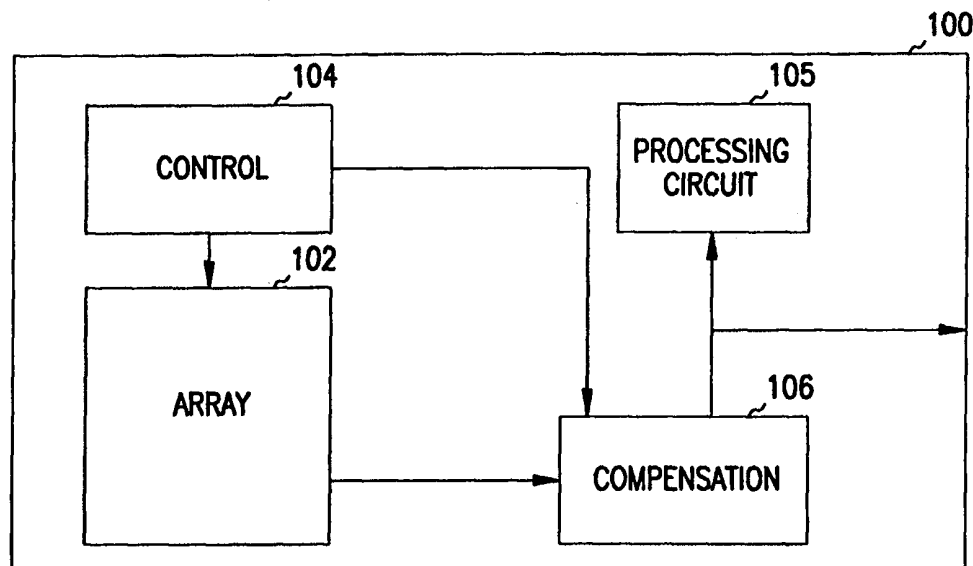 100
104
CONTROL
105
PROCESSING
CIRCUIT
102
ARRAY
106
COMPENSATION